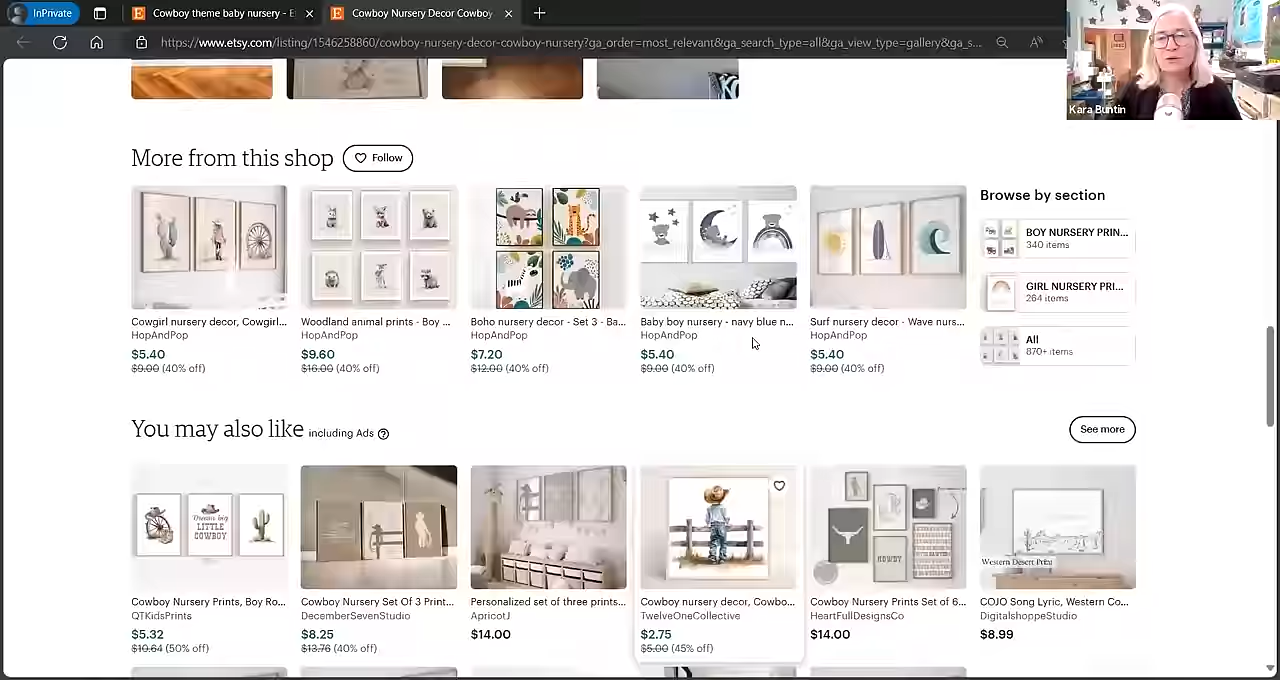 InPrivate
Cowboy theme baby nursery - E
Cowboy Nursery Decor Cowboy
https://www.etsy.com/listing/1546258860/cowboy-nursery-decor-cowboy-nursery?ga_order=most_relevant&ga_search_type=all&ga_view_type=gallery&ga_s...
Kara Buntin
More from this shop
Follow
Browse by section
BOY NURSERY PRIN...
340 items
GIRL NURSERY PRI...
264 items
All
870+ items
Cowgirl nursery decor, Cowgirl...
HopAndPop
$5.40
$9.00 (40% off)
Woodland animal prints - Boy ...
HopAndPop
$9.60
$16.00 (40% off)
Boho nursery decor - Set 3 - Ba...
HopAndPop
$7.20
$12.00 (40% off)
Baby boy nursery - navy blue n...
HopAndPop
$5.40
$9.00 (40% off)
Surf nursery decor - Wave nurs...
HopAndPop
$5.40
$9.00 (40% off)
You may also like including Ads
See more
Dream big
LITTLE
COWBOY
Cowboy Nursery Prints, Boy Ro...
QTKidsPrints
$5.32
$10.64 (50% off)
Cowboy Nursery Set Of 3 Print...
DecemberSevenStudio
$8.25
$13.76 (40% off)
Personalized set of three prints...
ApricotJ
$14.00
Cowboy nursery decor, Cowbo...
TwelveOneCollective
$2.75
$5.00 (45% off)
HOWDY
Cowboy Nursery Prints Set of 6...
HeartFullDesignsCo
$14.00
Western Desert Print
COJO Song Lyric, Western Co...
DigitalshoppeStudio
$8.99